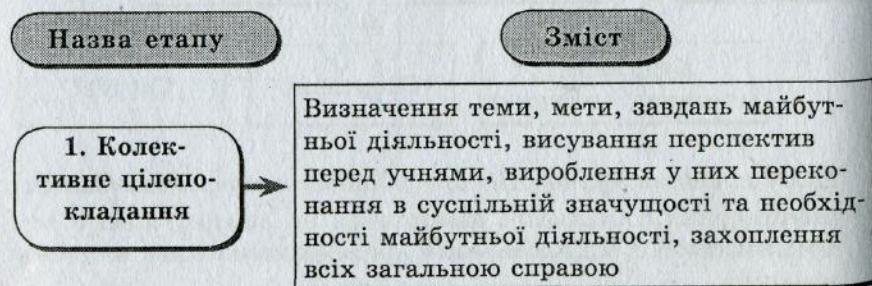 Назва етапу
Зміст
1. Колек-
тивне цілепо-
кладання
Визначення теми, мети, завдань майбут-
ньої діяльності, висування перспектив
перед учнями, вироблення у них переко-
нання в суспільній значущості та необхід-
ності майбутньої діяльності, захоплення
всіх загальною справою